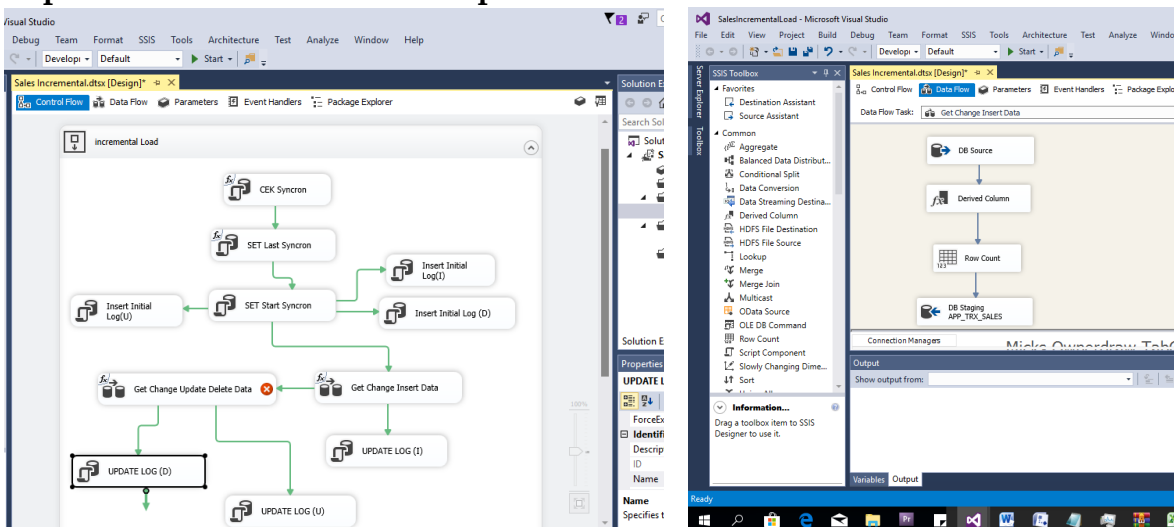 Visual Studio
Debug Team Format SSIS Tools Architecture Test Analyze Window Help
Develop Default Start
Sales Incremental.dtsx [Design]*
Control Flow Data Flow Parameters Event Handlers Package Explorer
incremental Load
CEK Syncron
SET Last Syncron
Insert Initial
Log(I)
Insert Initial
Log(U)
SET Start Syncron
Insert Initial Log (D)
Get Change Update Delete Data
Get Change Insert Data
UPDATE LOG (I)
UPDATE LOG (D)
UPDATE LOG (U)
100%
2
Solution E
Search Sol
Solut
Solution E
Properties
UPDATE L
ForceEx
Identifi
Descrip
ID
Name
Name
Specifies t
SalesIncrementalLoad - Microsoft Visual Studio
File Edit View Project Build Debug Team Format SSIS Tools Architecture Test Analyze Windo
Develop Default Start
Server Explorer
Toolbox
SSIS Toolbox
Favorites
Destination Assistant
Source Assistant
Common
Aggregate
Balanced Data Distribut...
Conditional Split
Data Conversion
Data Streaming Destina...
Derived Column
HDFS File Destination
HDFS File Source
Lookup
Merge
Merge Join
Multicast
OData Source
OLE DB Command
Row Count
Script Component
Slowly Changing Dime...
Sort
Information...
Drag a toolbox item to SSIS
Designer to use it.
Sales Incremental.dtsx [Design]*
Control Flow Data Flow Parameters Event Handlers Package Explo
Data Flow Task: Get Change Insert Data
DB Source
Derived Column
Row Count
DB Staging
APP_TRX_SALES
Connection Managers
Output
Show output from:
Variables Output
Ready